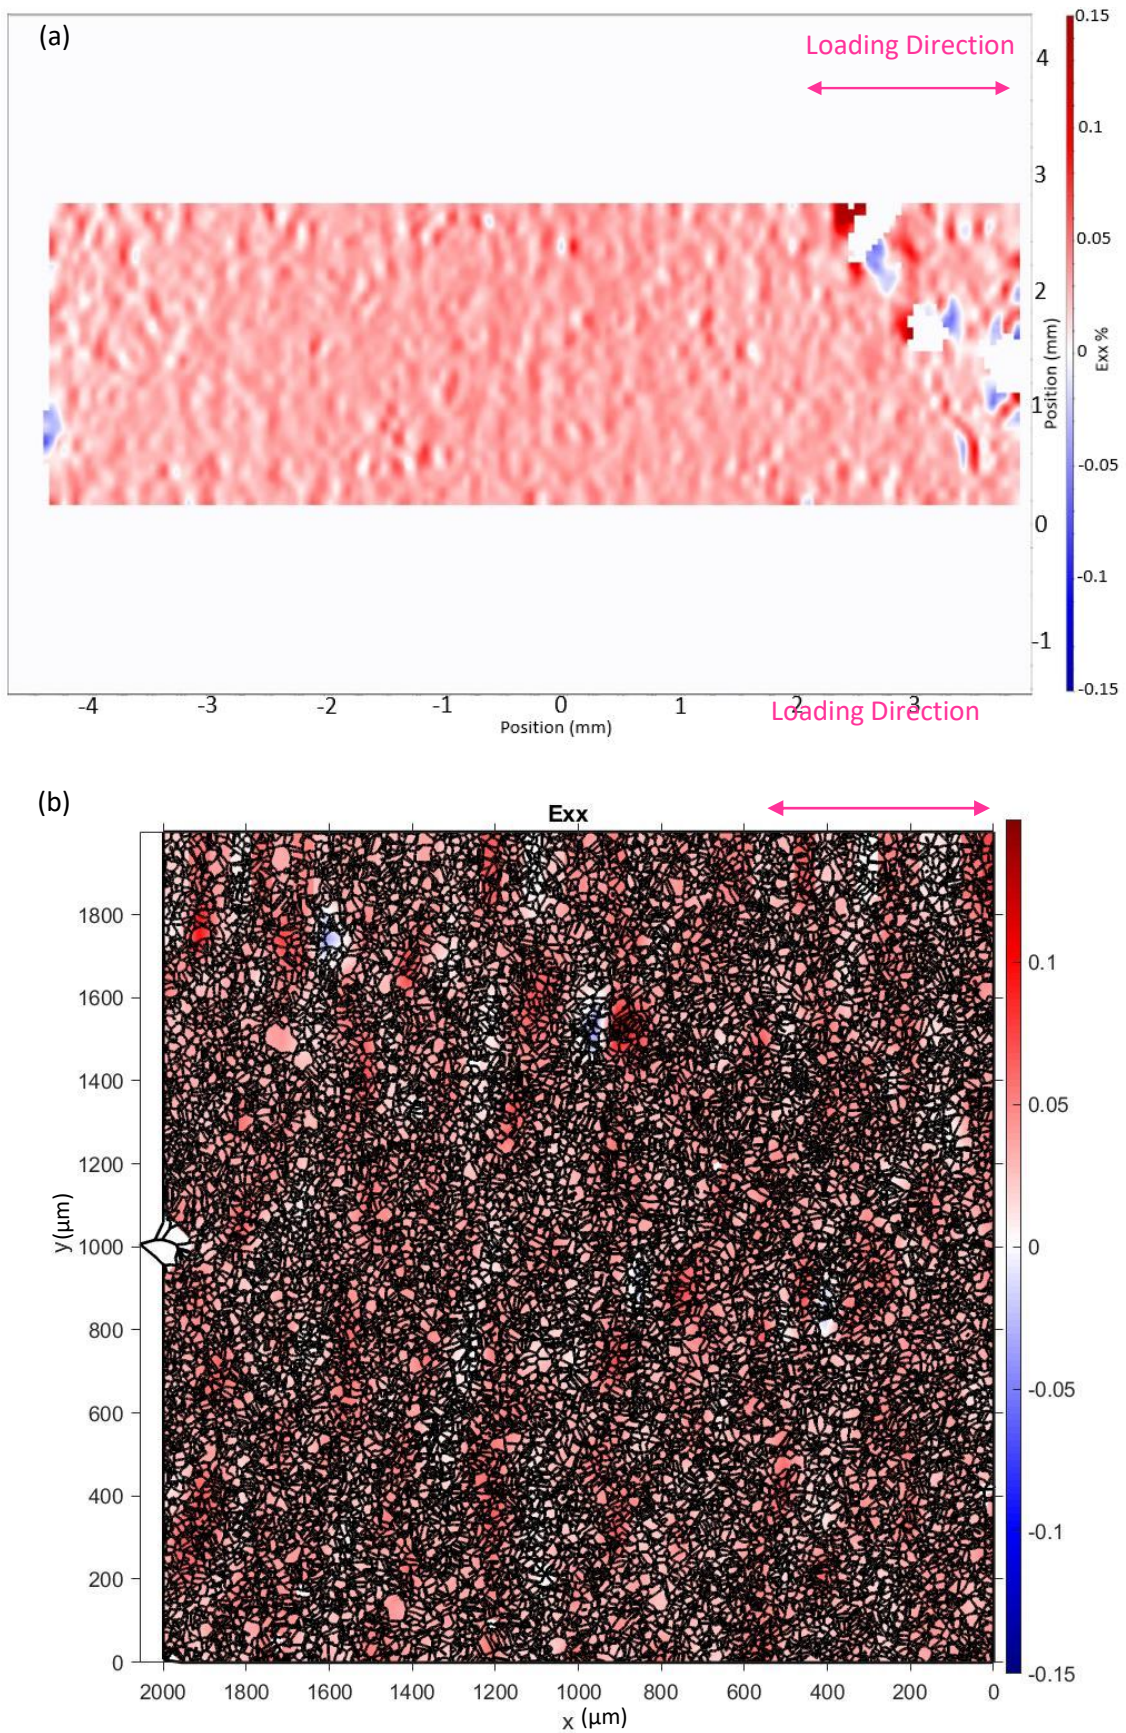 (a)
Loading Direction
0.15
0.1
0.05
0
-0.05
-0.1
-0.15
Exx %
4
3
2
1
0
-1
Position (mm)
-4 -3 -2 -1 0 1 2 3
Position (mm)
Loading Direction
(b)
Exx
1800
1600
1400
1200
1000
800
600
400
200
0
y (µm)
2000 1800 1600 1400 1200 1000 800 600 400 200 0
x (µm)
0.1
0.05
0
-0.05
-0.1
-0.15